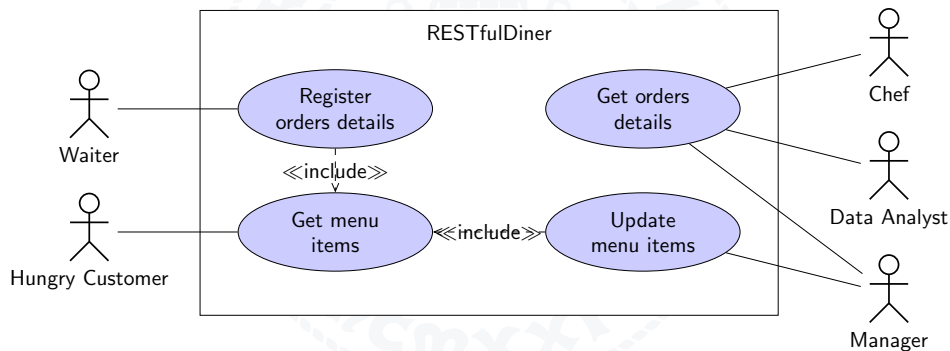 RESTfulDiner
Register
orders details
Get orders
details
Chef
Waiter
≪include≫
Data Analyst
Get menu
items
≪include≫
Update
menu items
Hungry Customer
Manager